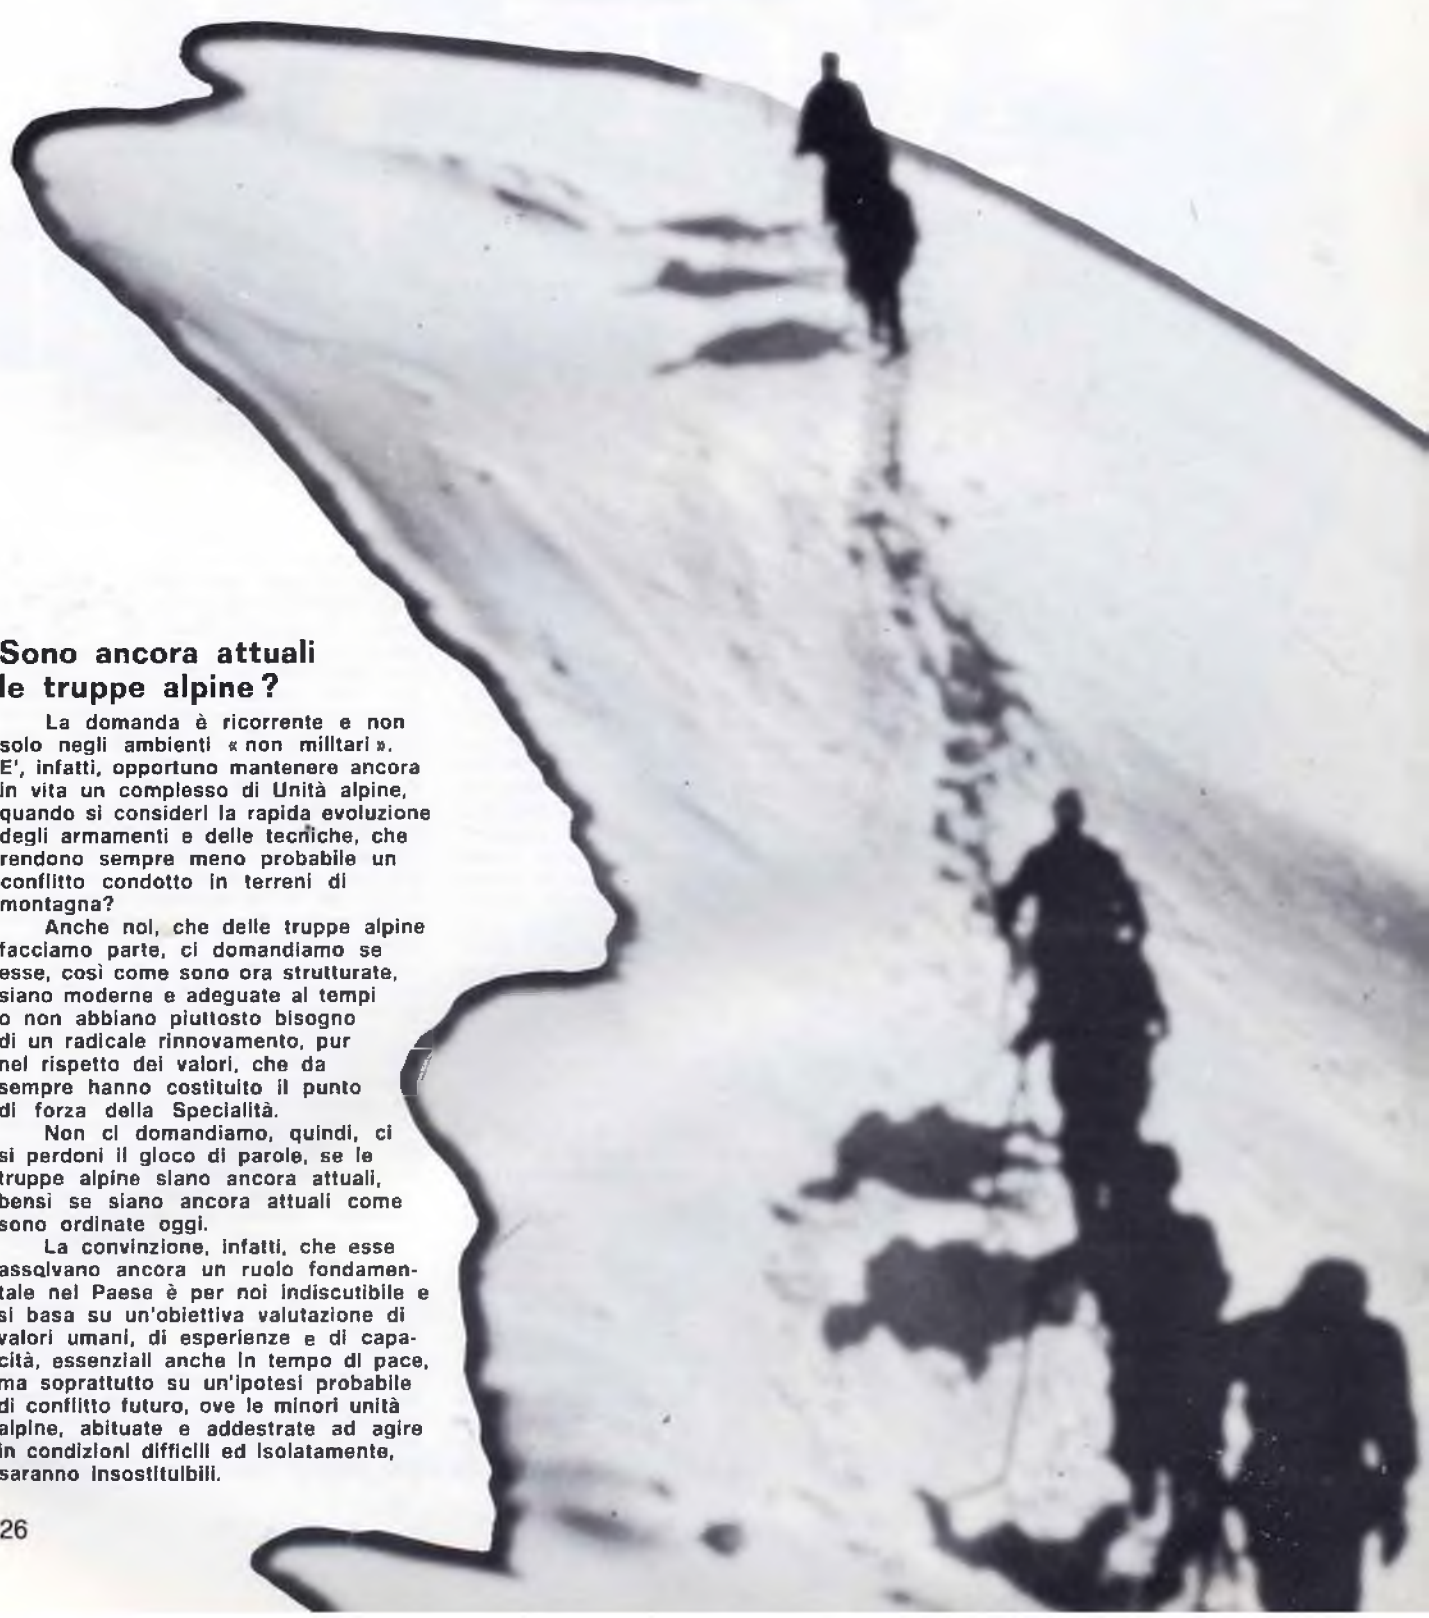 Sono ancora attuali
le truppe alpine?
La domanda è ricorrente e non
solo negli ambienti « non militari ».
E', infatti, opportuno mantenere ancora
in vita un complesso di Unità alpine,
quando si consideri la rapida evoluzione
degli armamenti e delle tecniche, che
rendono sempre meno probabile un
conflitto condotto in terreni di
montagna?
Anche noi, che delle truppe alpine
facciamo parte, ci domandiamo se
esse, così come sono ora strutturate,
siano moderne e adeguate ai tempi
o non abbiano piuttosto bisogno
di un radicale rinnovamento, pur
nel rispetto dei valori, che da
sempre hanno costituito il punto
di forza della Specialità.
Non ci domandiamo, quindi, ci
si perdoni il gioco di parole, se le
truppe alpine siano ancora attuali,
bensì se siano ancora attuali come
sono ordinate oggi.
La convinzione, infatti, che esse
assolvano ancora un ruolo fondamen-
tale nel Paese è per noi indiscutibile e
si basa su un'obiettiva valutazione di
valori umani, di esperienze e di capa-
cità, essenziali anche in tempo di pace,
ma soprattutto su un'ipotesi probabile
di conflitto futuro, ove le minori unità
alpine, abituate e addestrate ad agire
in condizioni difficili ed isolatamente,
saranno insostituibili.
26